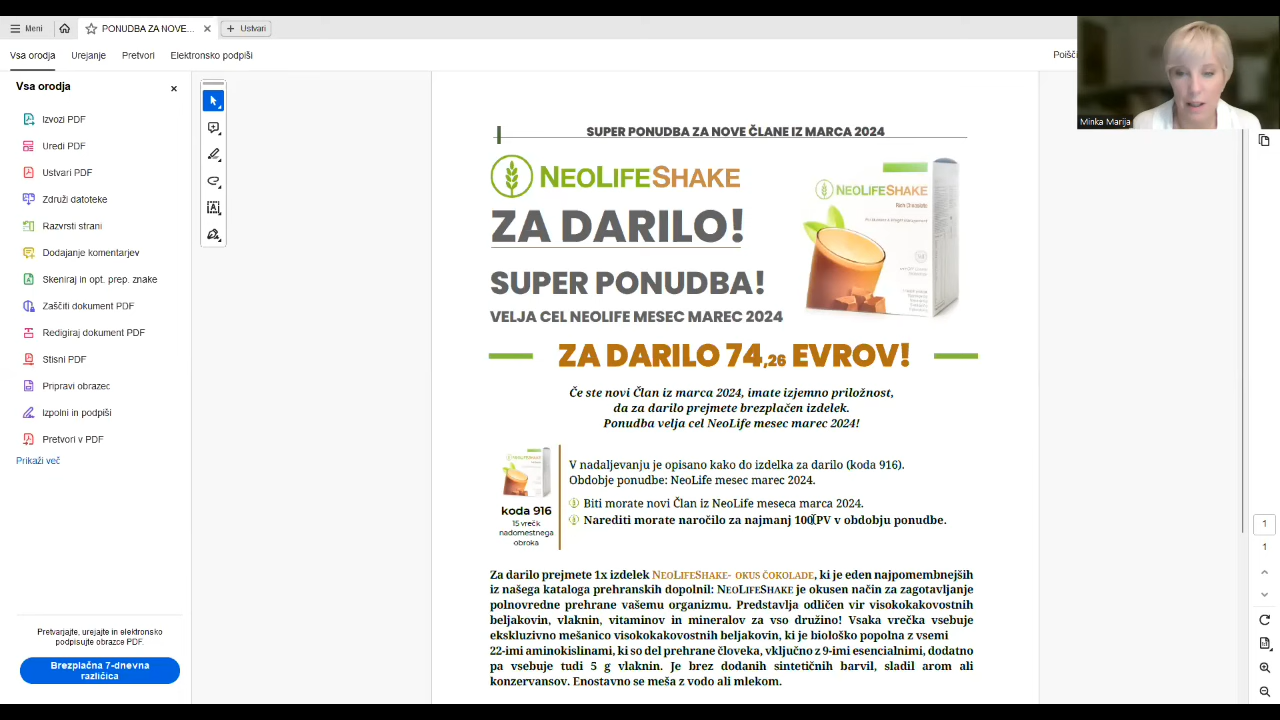 Meni
PONUDBA ZA NOVE...
Ustvari
Vsa orodja
Urejanje
Pretvori
Elektronsko podpiši
Poišči
Minka Marija
Vsa orodja
Izvozi PDF
Uredi PDF
Ustvari PDF
Združi datoteke
Razvrsti strani
Dodajanje komentarjev
Skeniraj in opt. prep. znake
Zaščiti dokument PDF
Redigiraj dokument PDF
Stisni PDF
Pripravi obrazec
Izpolni in podpiši
Pretvori v PDF
Prikaži več
Pretvarjajte, urejajte in elektronsko
podpisujte obrazce PDF.
Brezplačna 7-dnevna
različica
SUPER PONUDBA ZA NOVE ČLANE IZ MARCA 2024
NEOLIFESHAKE
ZA DARILO!
SUPER PONUDBA!
VELJA CEL NEOLIFE MESEC MAREC 2024
NEOLIFESHAKE
Rich Chocolate
ZA DARILO 74,26 EVROV!
Če ste novi Član iz marca 2024, imate izjemno priložnost,
da za darilo prejmete brezplačen izdelek.
Ponudba velja cel NeoLife mesec marec 2024!
koda 916
15 vrečk
nadomestnega
obroka
V nadaljevanju je opisano kako do izdelka za darilo (koda 916).
Obdobje ponudbe: NeoLife mesec marec 2024.
Biti morate novi Član iz NeoLife meseca marca 2024.
Narediti morate naročilo za najmanj 100 PV v obdobju ponudbe.
Za darilo prejmete 1x izdelek NEOLIFESHAKE- OKUS ČOKOLADE, ki je eden najpomembnejših
iz našega kataloga prehranskih dopolnil: NEOLIFESHAKE je okusen način za zagotavljanje
polnovredne prehrane vašemu organizmu. Predstavlja odličen vir visokokakovostnih
beljakovin, vlaknin, vitaminov in mineralov za vso družino! Vsaka vrečka vsebuje
ekskluzivno mešanico visokokakovostnih beljakovin, ki je biološko popolna z vsemi
22-imi aminokislinami, ki so del prehrane človeka, vključno z 9-imi esencialnimi, dodatno
pa vsebuje tudi 5 g vlaknin. Je brez dodanih sintetičnih barvil, sladil arom ali
konzervansov. Enostavno se meša z vodo ali mlekom.
1
1